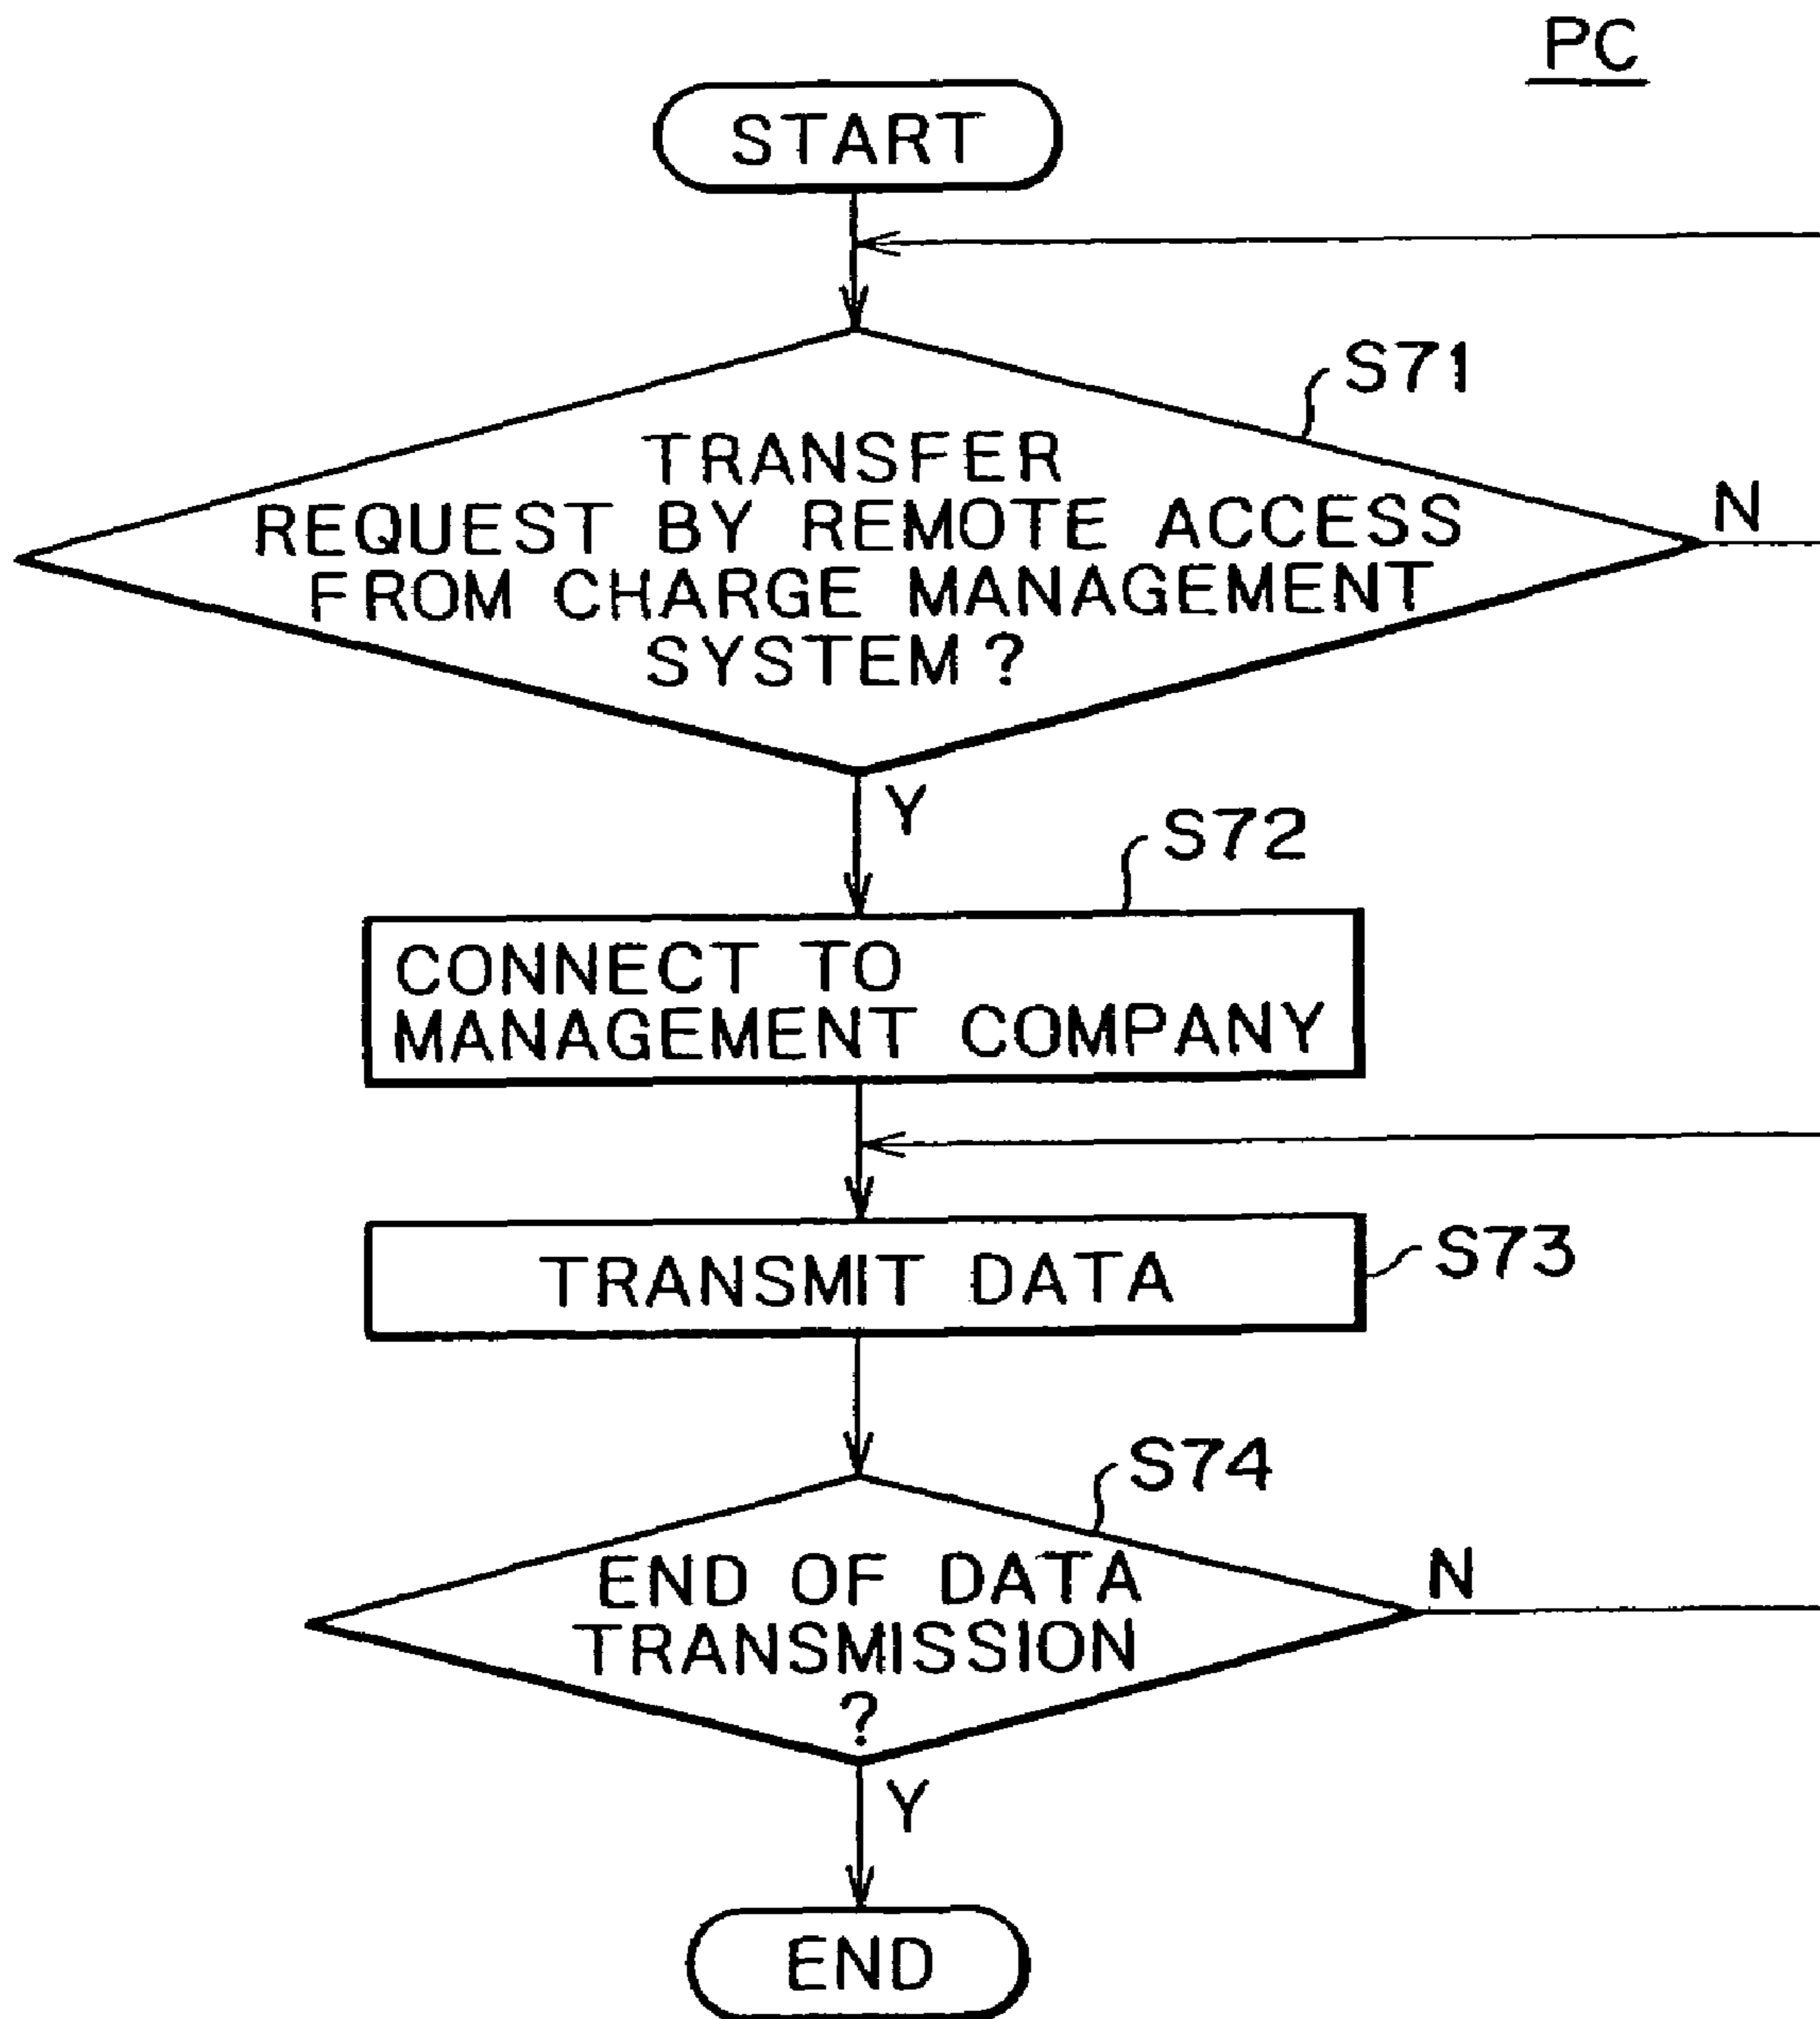 PC
START
S71
TRANSFER
REQUEST BY REMOTE ACCESS
FROM CHARGE MANAGEMENT
SYSTEM?
N
Y
S72
CONNECT TO
MANAGEMENT COMPANY
TRANSMIT DATA
S73
S74
END OF DATA
TRANSMISSION
?
N
Y
END